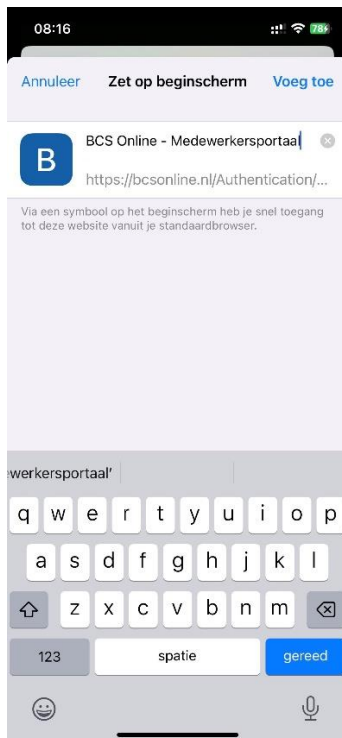 08:16
78
Annuleer Zet op beginscherm Voeg toe
B
BCS Online - Medewerkersportaal
https://bcsonline.nl/Authentication/...
Via een symbool op het beginscherm heb je snel toegang
tot deze website vanuit je standaardbrowser.
werkersportaal’
q w e r t y u i o p
a s d f g h j k l
z x c v b n m
123 spatie gereed